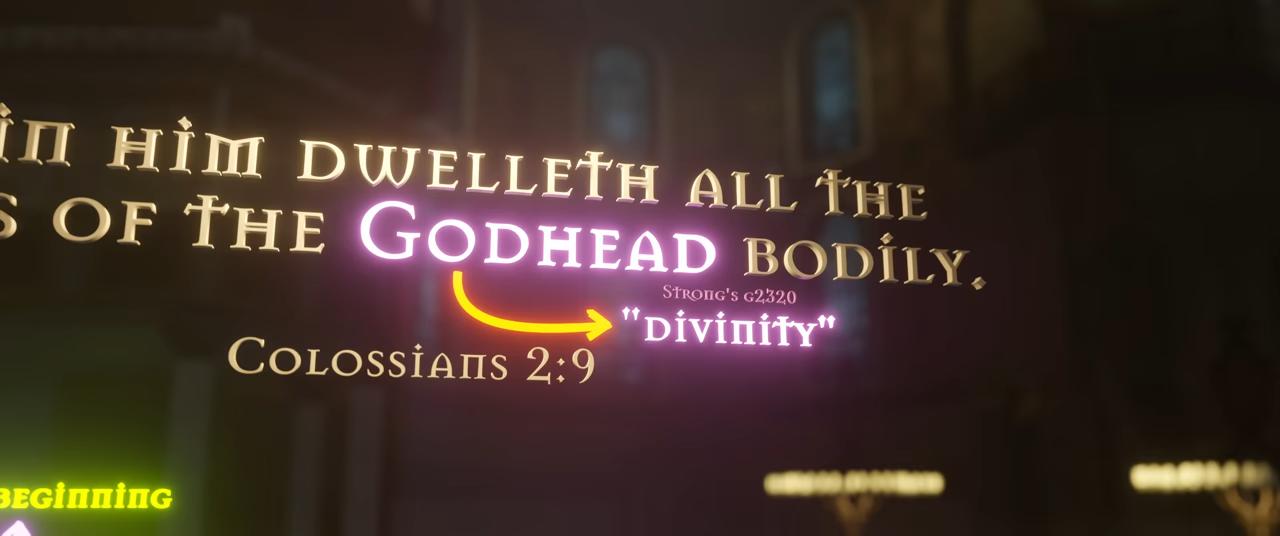 in Him dwelleth all the
s of the Godhead bodily.
Strong's g2320
"divinity"
Colossians 2:9
Beginning